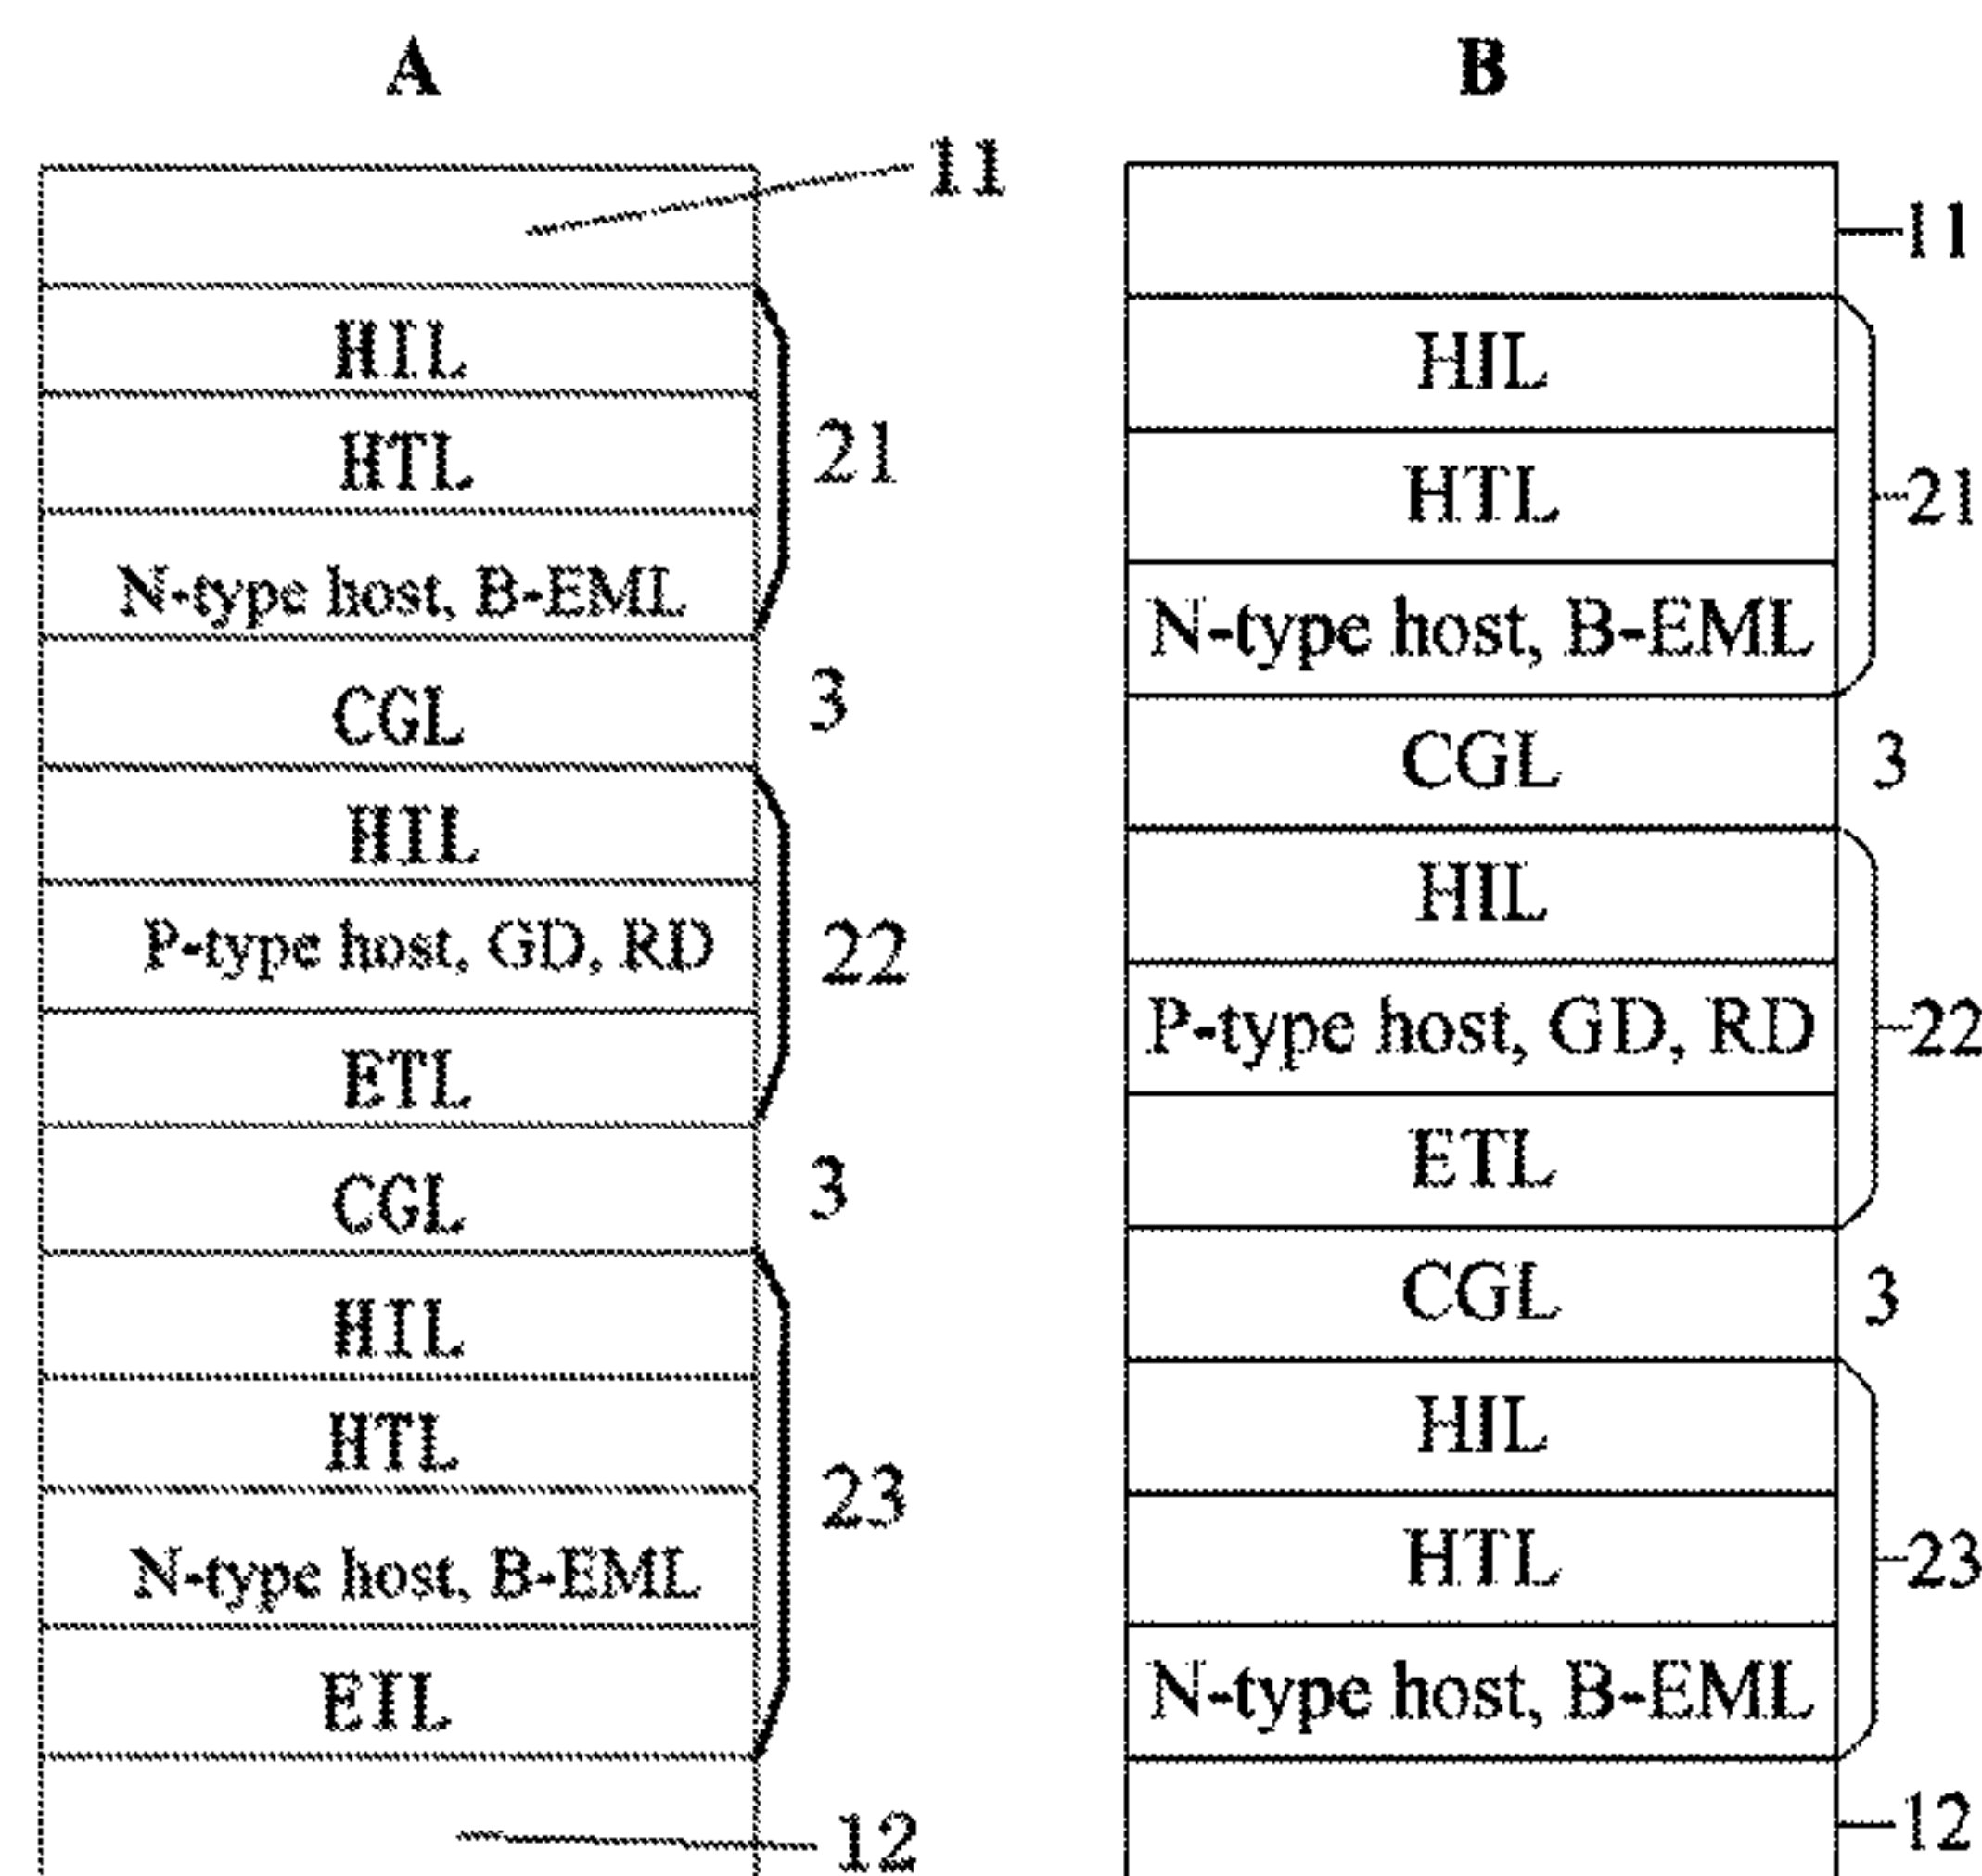 A
11
HIL
HTL
21
N-type host, B-EML
CGL
3
HIL
P-type host, GD, RD
22
ETL
CGL
3
HIL
HTL
23
N-type host, B-EML
EIL
12
B
11
HIL
HTL
21
N-type host, B-EML
CGL
3
HIL
P-type host, GD, RD
22
ETL
CGL
3
HIL
HTL
23
N-type host, B-EML
12